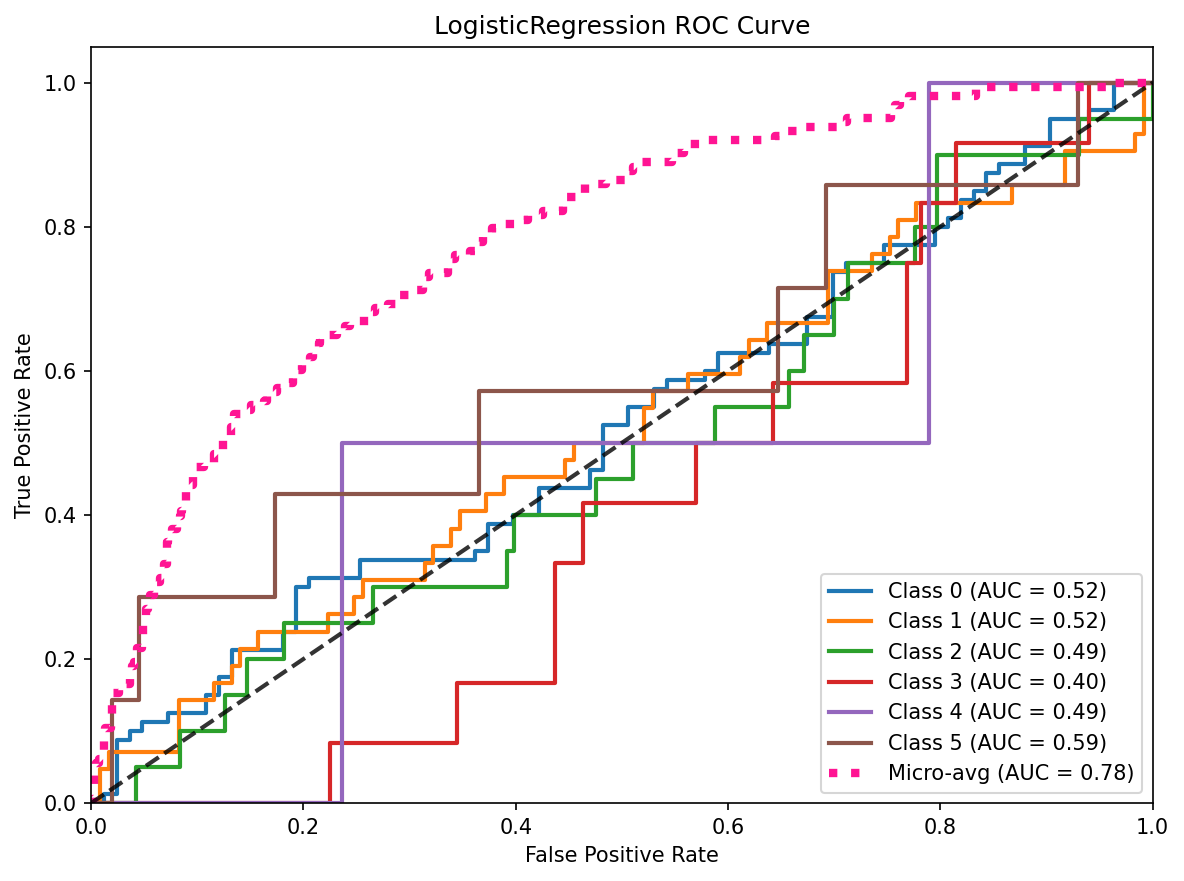 LogisticRegression ROC Curve
True Positive Rate
1.0
0.8
0.6
0.4
0.2
0.0
0.0 0.2 0.4 0.6 0.8 1.0
False Positive Rate
Class 0 (AUC = 0.52)
Class 1 (AUC = 0.52)
Class 2 (AUC = 0.49)
Class 3 (AUC = 0.40)
Class 4 (AUC = 0.49)
Class 5 (AUC = 0.59)
Micro-avg (AUC = 0.78)